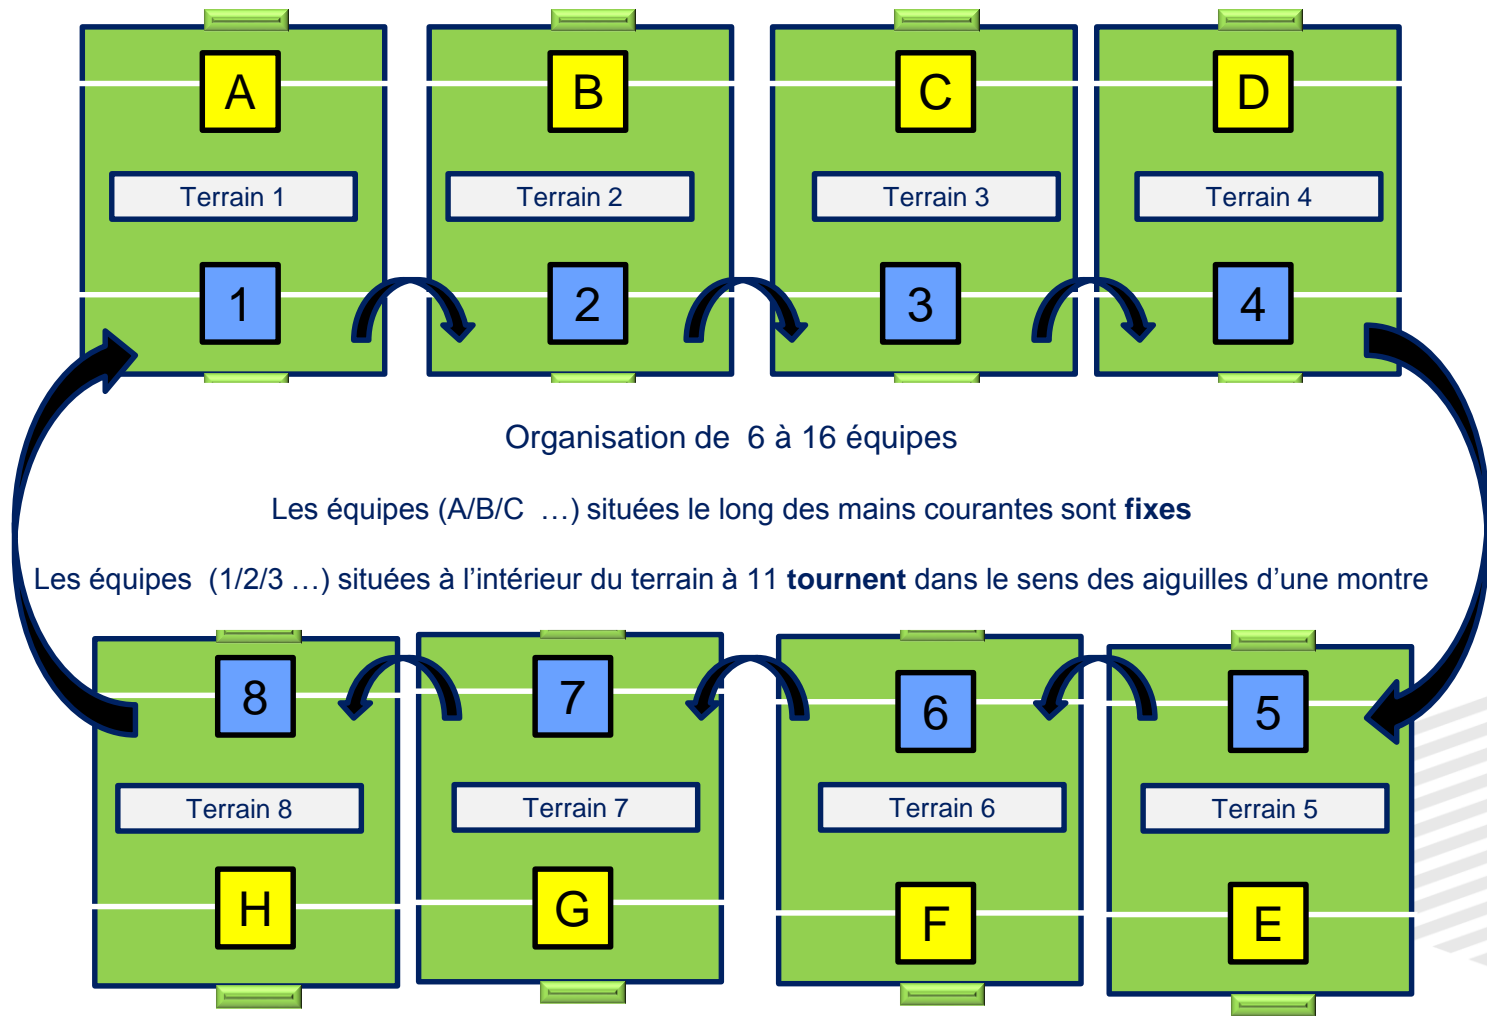 A
B
C
D
Terrain 1
Terrain 2
Terrain 3
Terrain 4
1
2
3
4
Organisation de 6 à 16 équipes
Les équipes (A/B/C …) situées le long des mains courantes sont fixes
Les équipes (1/2/3 …) situées à l’intérieur du terrain à 11 tournent dans le sens des aiguilles d’une montre
8
7
6
5
Terrain 8
Terrain 7
Terrain 6
Terrain 5
H
G
F
E